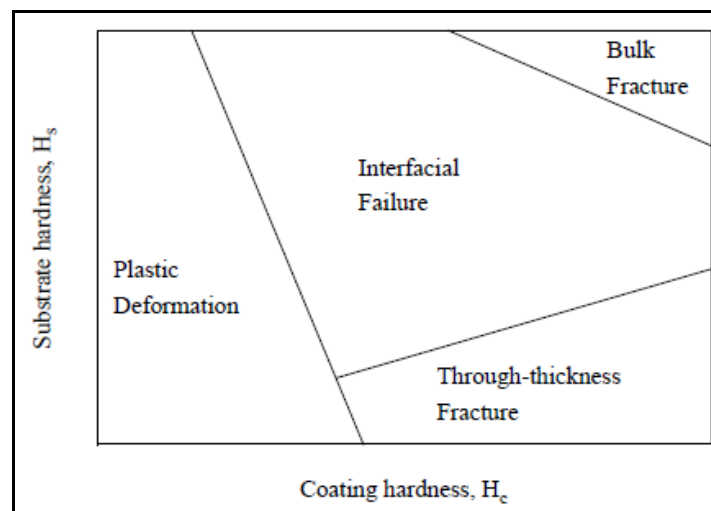 Bulk
Fracture
Interfacial
Failure
Plastic
Deformation
Through-thickness
Fracture
Substrate hardness, Hs
Coating hardness, Hc